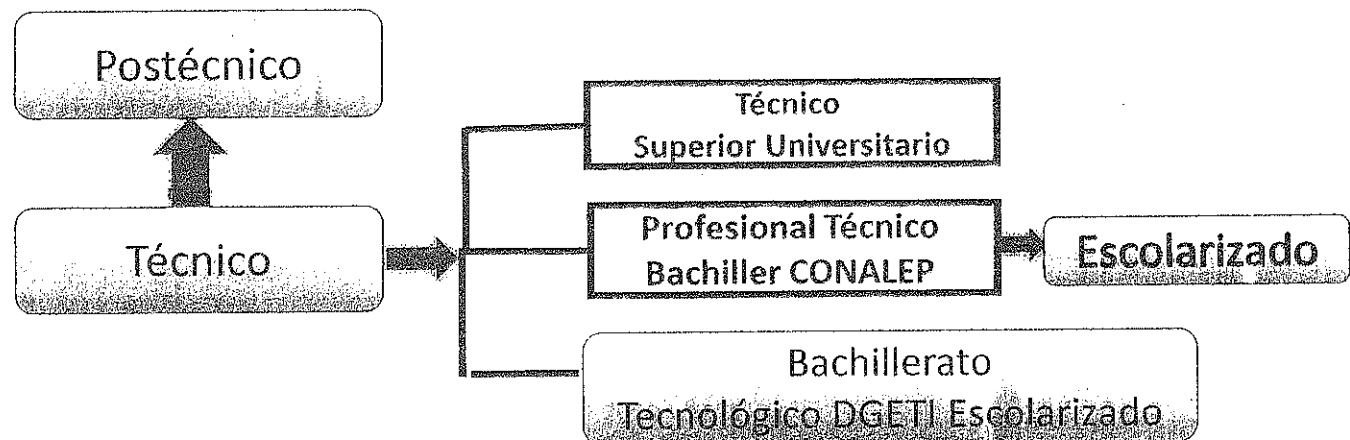 Postécnico
Técnico
Técnico
Superior Universitario
Profesional Técnico
Bachiller CONALEP
Escolarizado
Bachillerato
Tecnológico DGETI Escolarizado